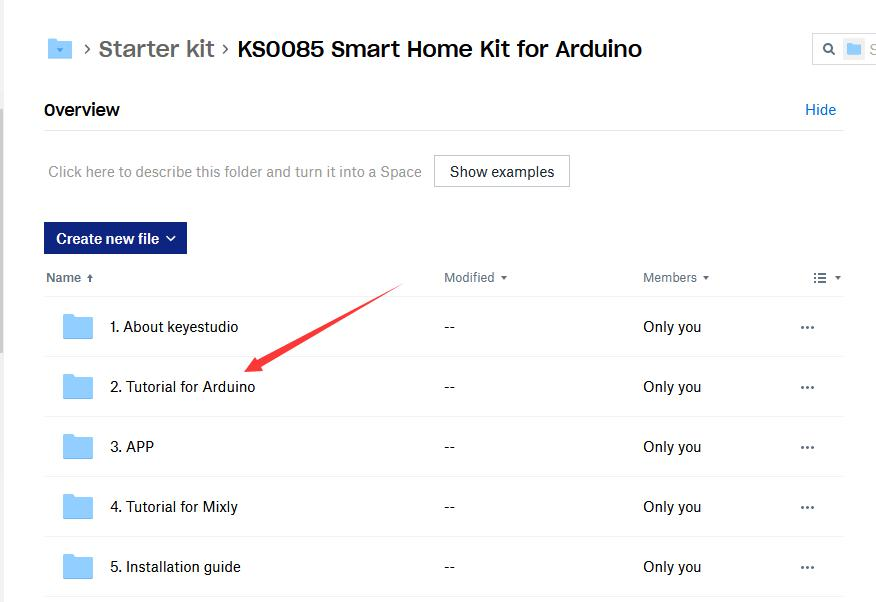 › Starter kit › KS0085 Smart Home Kit for Arduino
Overview
Hide
Click here to describe this folder and turn it into a Space
Show examples
Create new file
Name Modified Members
1. About keyestudio -- Only you
2. Tutorial for Arduino -- Only you
3. APP -- Only you
4. Tutorial for Mixly -- Only you
5. Installation guide -- Only you